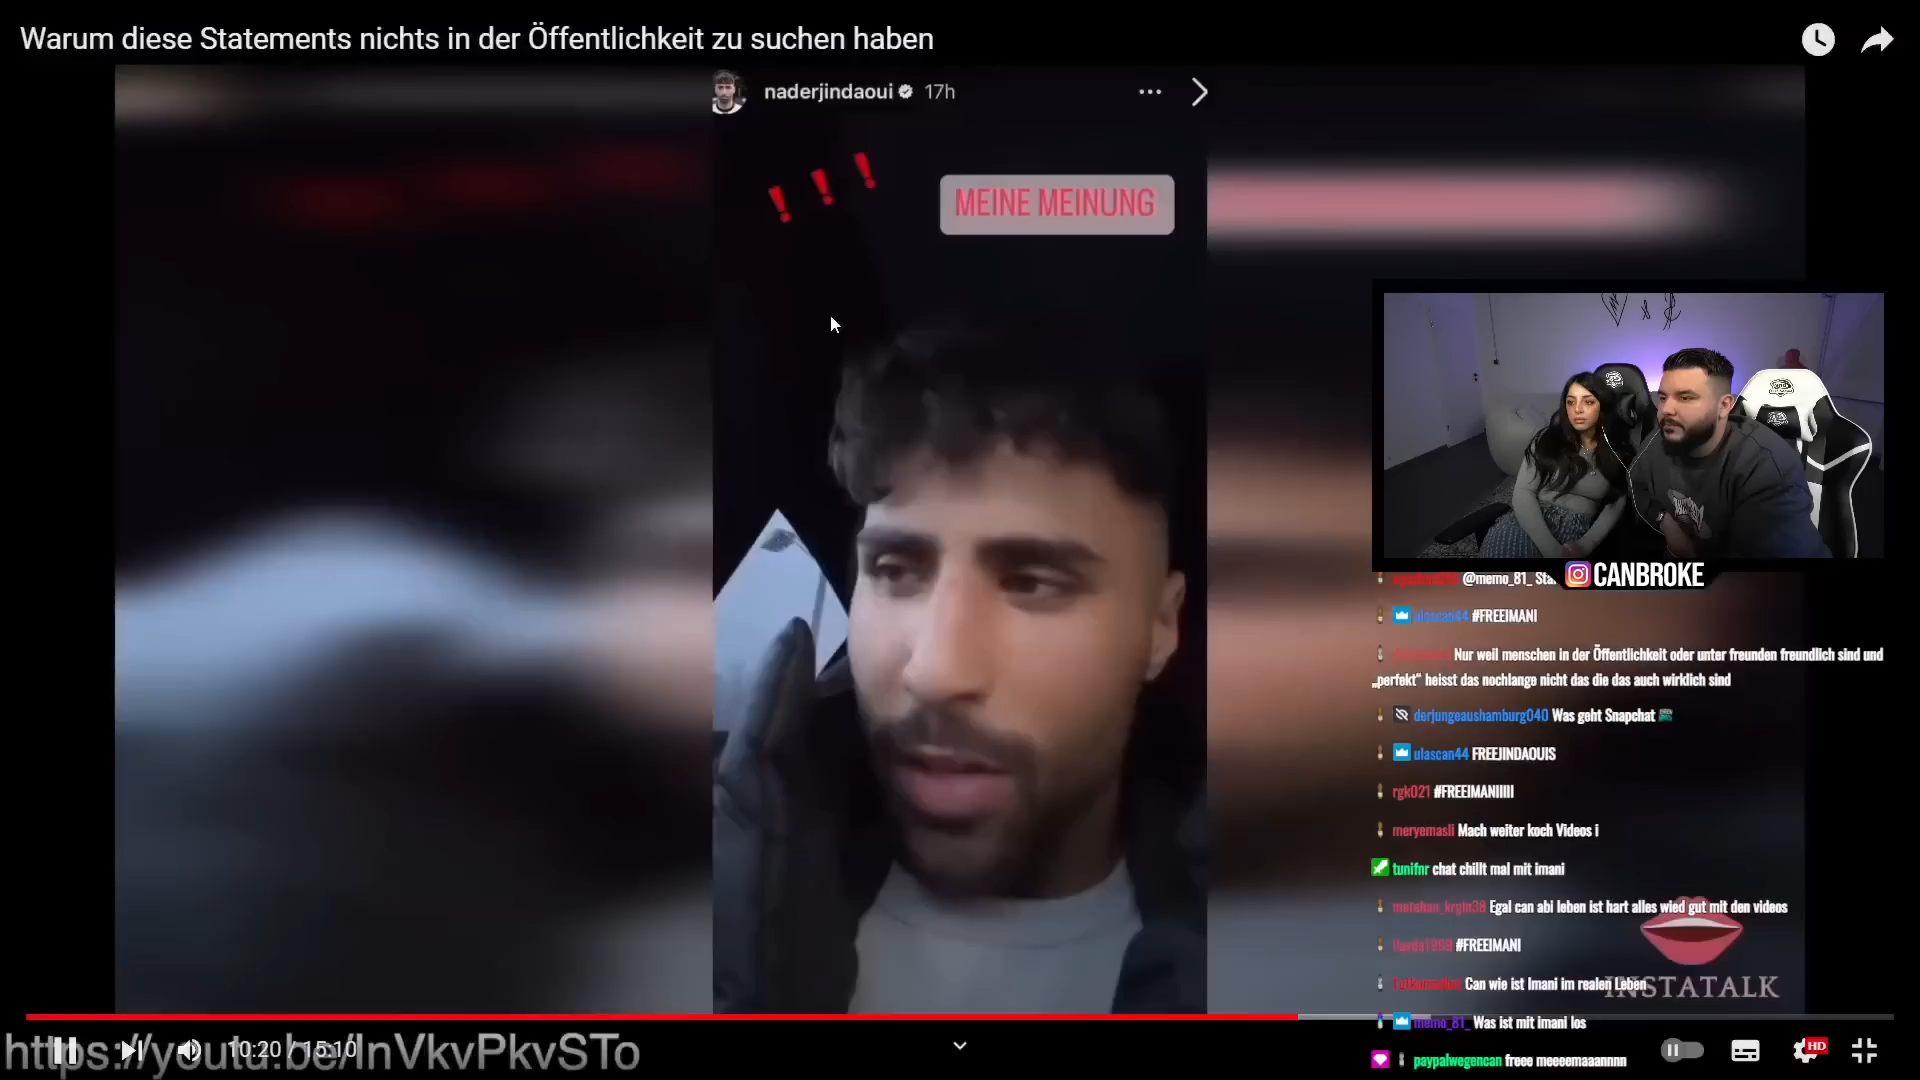 Warum diese Statements nichts in der Öffentlichkeit zu suchen haben
naderjindaoui 17h
MEINE MEINUNG
CANBROKE
@memo_81_
ulascan44 #FREEIMANI
Nur weil menschen in der Öffentlichkeit oder unter freunden freundlich sind und
„perfekt“ heisst das nochlange nicht das die das auch wirklich sind
derjungeaushamburg040 Was geht Snapchat
ulascan44 FREEJINDAOUIS
rgk021 #FREEIMANIIIII
meryemasli Mach weiter koch Videos i
tunifnr chat chillt mal mit imani
Egal can abi leben ist hart alles wied gut mit den videos
#FREEIMANI
Can wie ist Imani im realen Leben
INSTATALK
memo_81_ Was ist mit imani los
paypalwegencan freee meeeemaaannnn
https://youtu.be/InVkvPkvSTo
10:20 / 15:10
HD